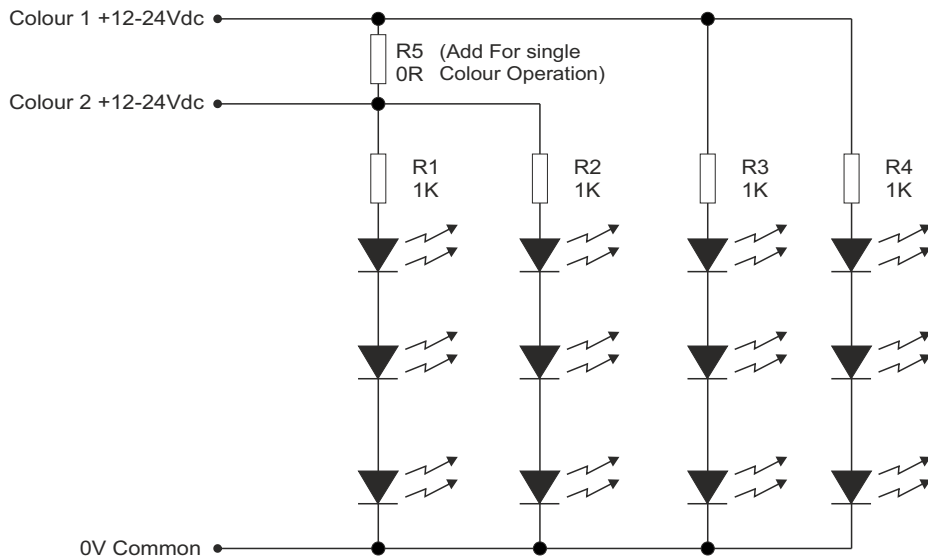 Colour 1 +12-24Vdc
R5 (Add For single
0R Colour Operation)
Colour 2 +12-24Vdc
R1
1K
R2
1K
R3
1K
R4
1K
0V Common